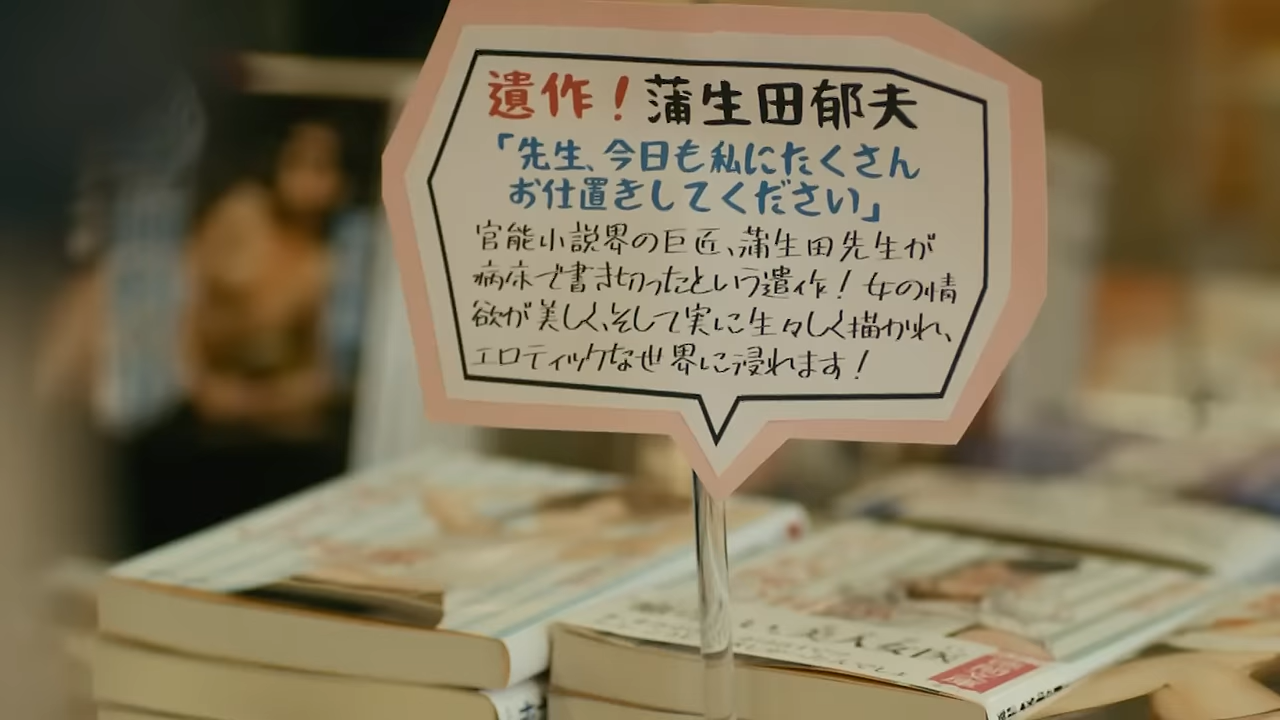 遺作！蒲生田郁夫
「先生、今日も私にたくさん
お仕置きしてください」
官能小説界の巨匠、蒲生田先生が
病床で書き切ったという遺作！女の情
欲が美しく、そして実に生々しく描かれ、
エロティックな世界に浸れます！